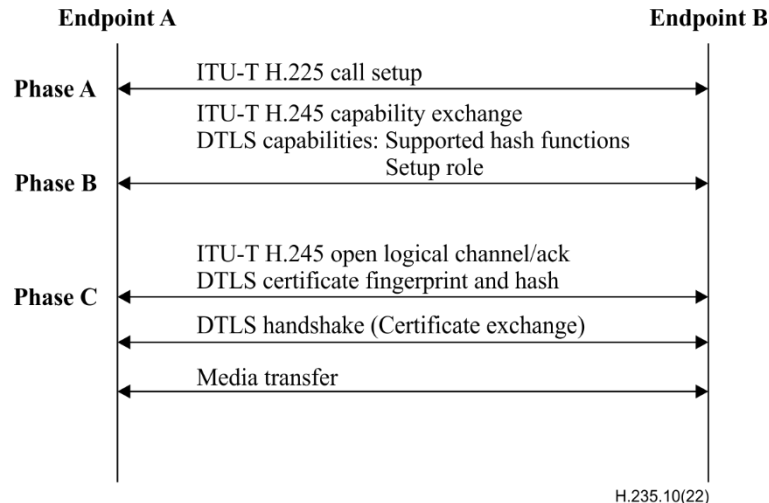 Endpoint A Endpoint B
ITU-T H.225 call setup
Phase A
ITU-T H.245 capability exchange
DTLS capabilities: Supported hash functions
Setup role
Phase B
ITU-T H.245 open logical channel/ack
DTLS certificate fingerprint and hash
Phase C
DTLS handshake (Certificate exchange)
Media transfer
H.235.10(22)